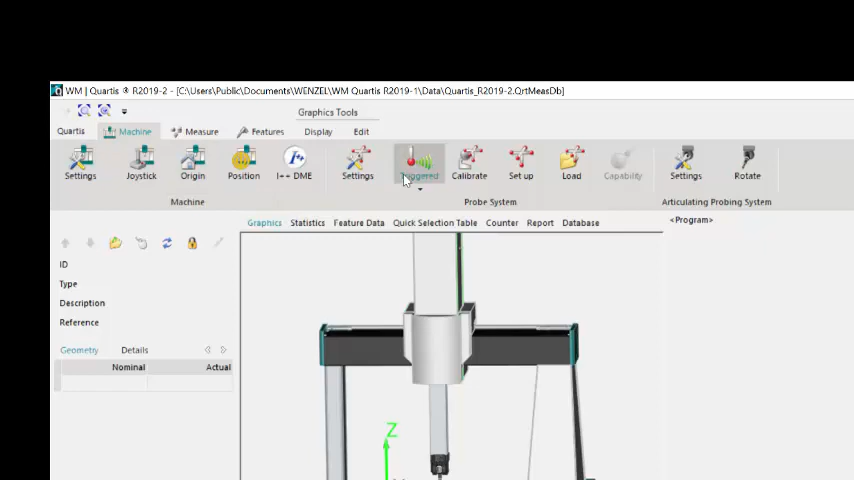 WM | Quartis ® R2019-2 - [C:\Users\Public\Documents\WENZEL\WM Quartis R2019-1\Data\Quartis_R2019-2.QrtMeasDb]
Graphics Tools
Quartis Machine Measure Features Display Edit
Settings Joystick Origin Position I++ DME Settings Triggered Calibrate Set up Load Capability Settings Rotate
Machine Probe System Articulating Probing System
Graphics Statistics Feature Data Quick Selection Table Counter Report Database <Program>
ID
Type
Description
Reference
Geometry Details
Nominal Actual
Z